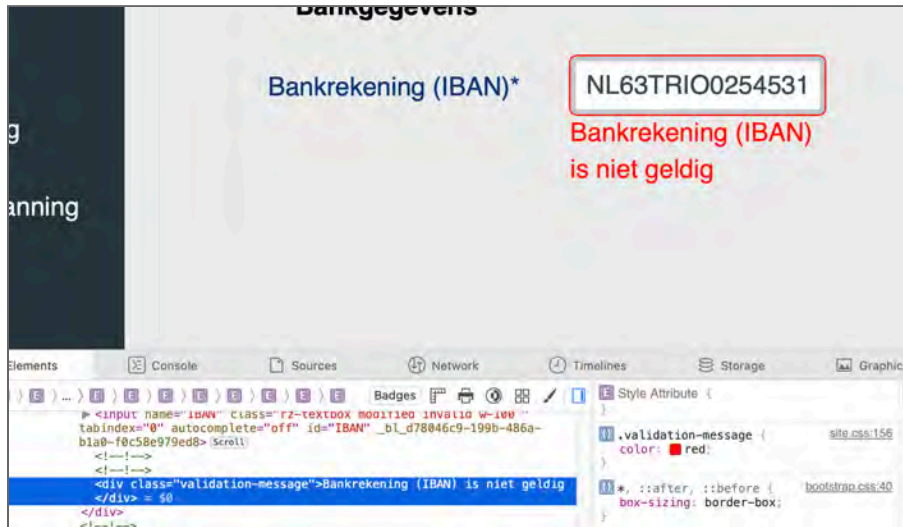 Bankgegevens
Bankrekening (IBAN)*
NL63TRIO0254531
Bankrekening (IBAN)
is niet geldig
g
anning
Elements
Console
Sources
Network
Timelines
Storage
Graphic
E
...
E
E
E
E
E
E
E
E
Badges
<input name="IBAN" class="rz-textbox modified invalid w-100 "
tabindex="0" autocomplete="off" id="IBAN" _bl_d78046c9-199b-486a-
b1a0-f0c58e979ed8> Scroll
<!--!-->
<!--!-->
<div class="validation-message">Bankrekening (IBAN) is niet geldig
</div> = $0
</div>
<!--!-->
E Style Attribute {
}
.validation-message { site.css:156
color: red;
}
*, ::after, ::before { bootstrap.css:40
box-sizing: border-box;
}